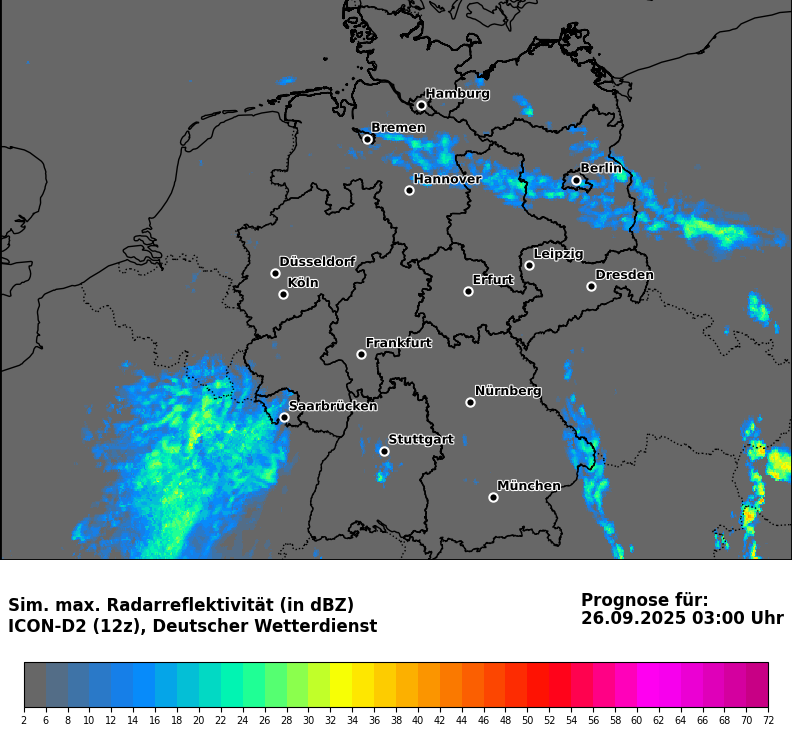 Hamburg
Bremen
Berlin
Hannover
Leipzig
Düsseldorf
Dresden
Köln
Erfurt
Frankfurt
Nürnberg
Saarbrücken
Stuttgart
München
Sim. max. Radarreflektivität (in dBZ)
ICON-D2 (12z), Deutscher Wetterdienst
Prognose für:
26.09.2025 03:00 Uhr
2 6 8 10 12 14 16 18 20 22 24 26 28 30 32 34 36 38 40 42 44 46 48 50 52 54 56 58 60 62 64 66 68 70 72